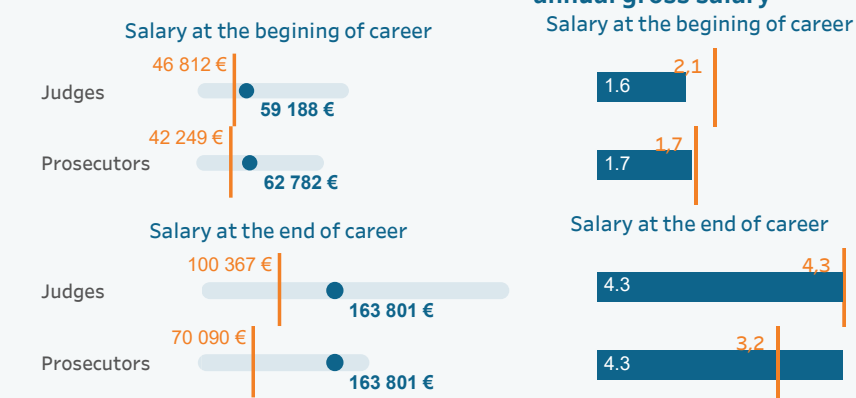 annual gross salary
Salary at the begining of career
Salary at the begining of career
46 812 €
2,1
Judges
1.6
59 188 €
42 249 €
1,7
Prosecutors
1.7
62 782 €
Salary at the end of career
Salary at the end of career
100 367 €
4,3
Judges
4.3
163 801 €
70 090 €
3,2
Prosecutors
4.3
163 801 €